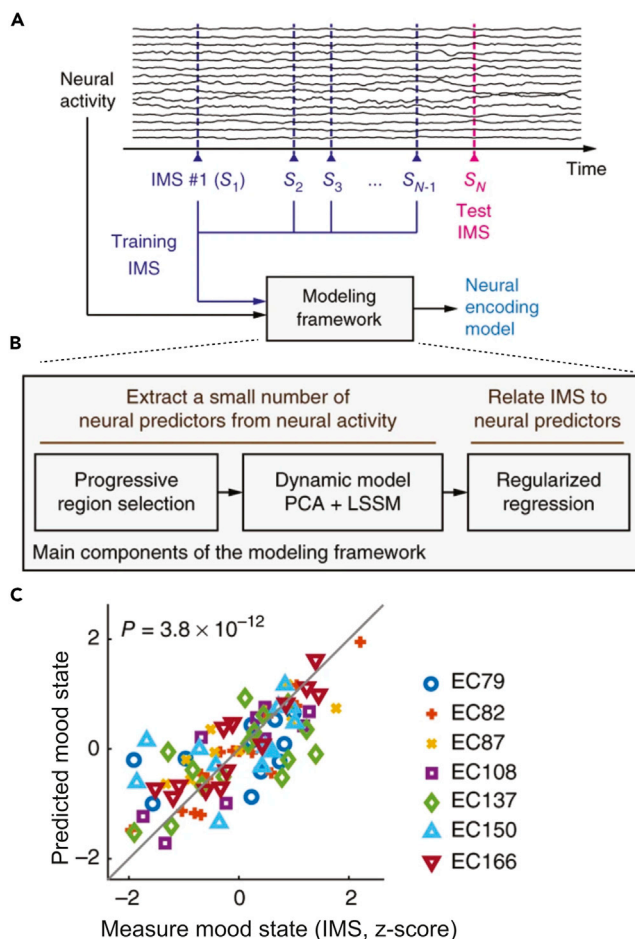 A
Neural
activity
Time
IMS #1 (S1) S2 S3 ... SN-1 SN
Test
IMS
Training
IMS
Modeling
framework
Neural
encoding
model
B
Extract a small number of
neural predictors from neural activity
Relate IMS to
neural predictors
Progressive
region selection
Dynamic model
PCA + LSSM
Regularized
regression
Main components of the modeling framework
C
P = 3.8 × 10⁻¹²
Predicted mood state
2
0
−2
−2 0 2
Measure mood state (IMS, z-score)
EC79
EC82
EC87
EC108
EC137
EC150
EC166